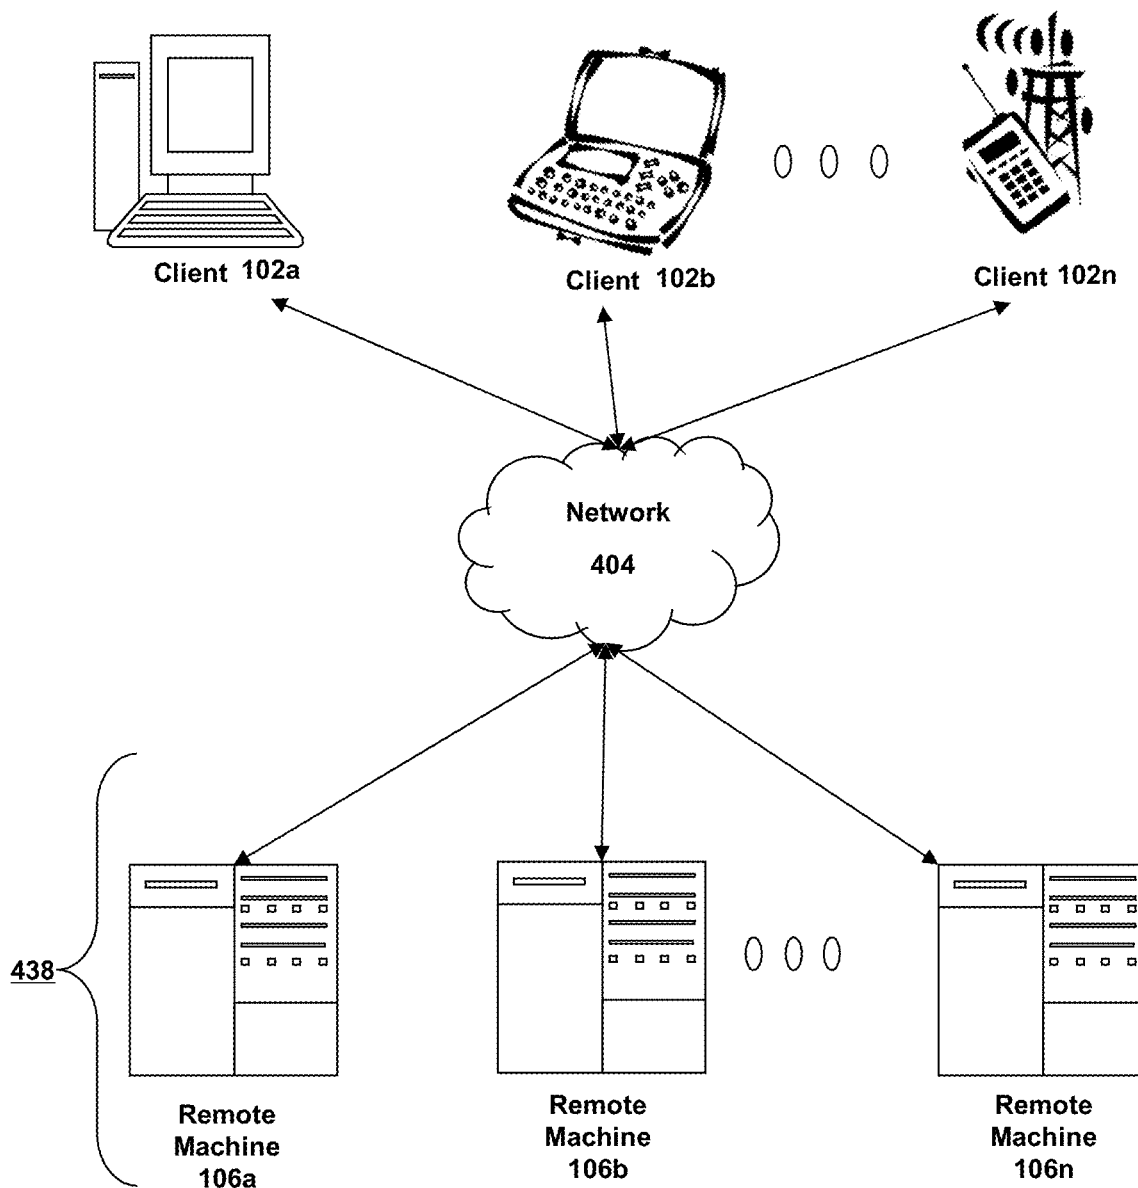 Client 102a
Client 102b
Client 102n
Network
404
438
Remote
Machine
106a
Remote
Machine
106b
Remote
Machine
106n